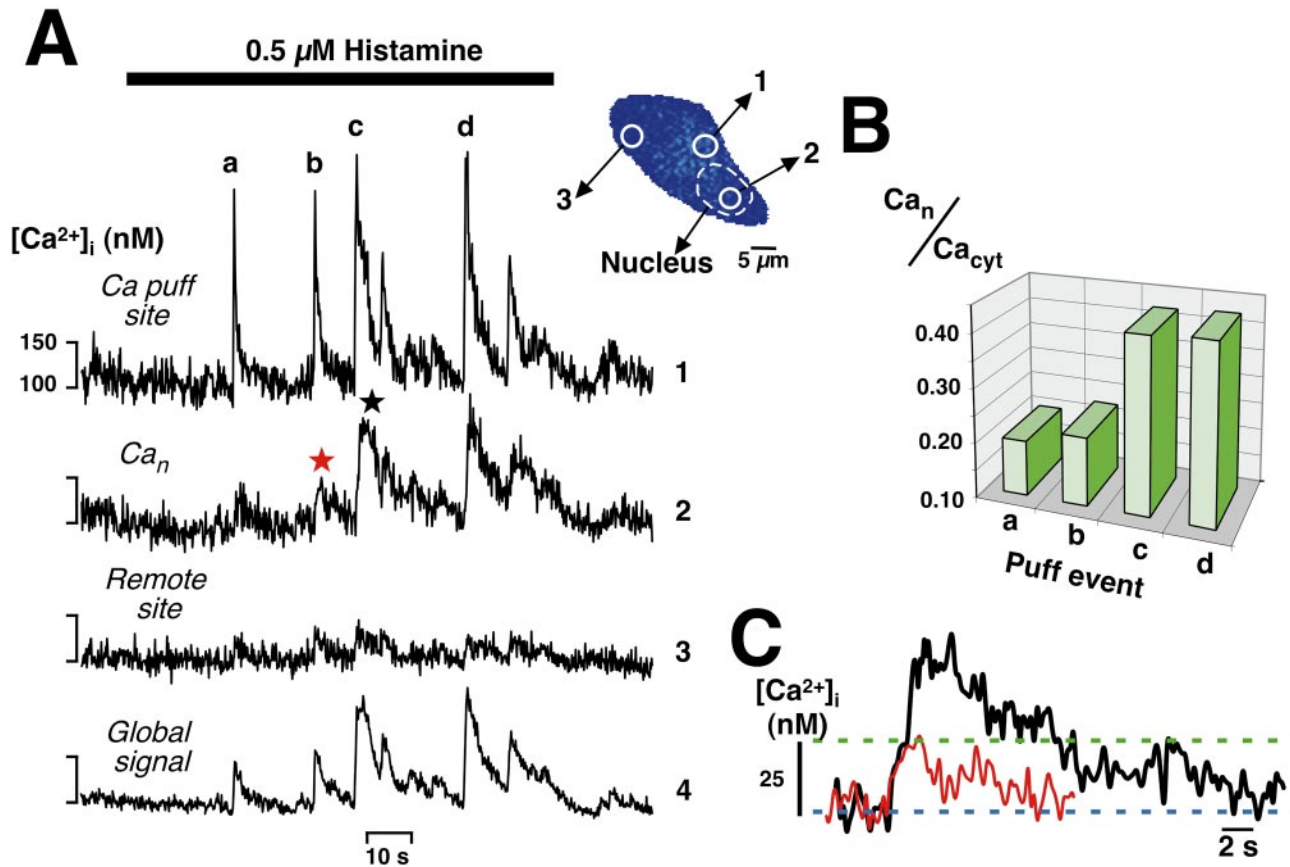 A
0.5 µM Histamine
a
b
c
d
[Ca²⁺]ᵢ (nM)
Ca puff
site
150
100
1
Caₙ
2
Remote
site
3
Global
signal
4
10 s
1
2
3
Nucleus
5 µm
B
Caₙ
/
Ca_cyt
0.40
0.30
0.20
0.10
a
b
c
d
Puff event
C
[Ca²⁺]ᵢ
(nM)
25
2 s